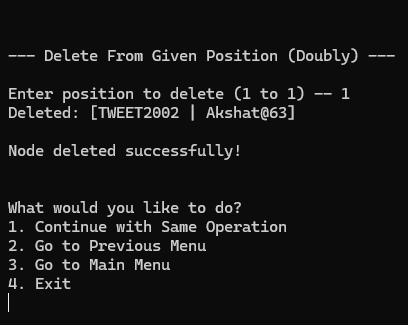 --- Delete From Given Position (Doubly) ---
Enter position to delete (1 to 1) -- 1
Deleted: [TWEET2002 | Akshat@63]
Node deleted successfully!
What would you like to do?
1. Continue with Same Operation
2. Go to Previous Menu
3. Go to Main Menu
4. Exit